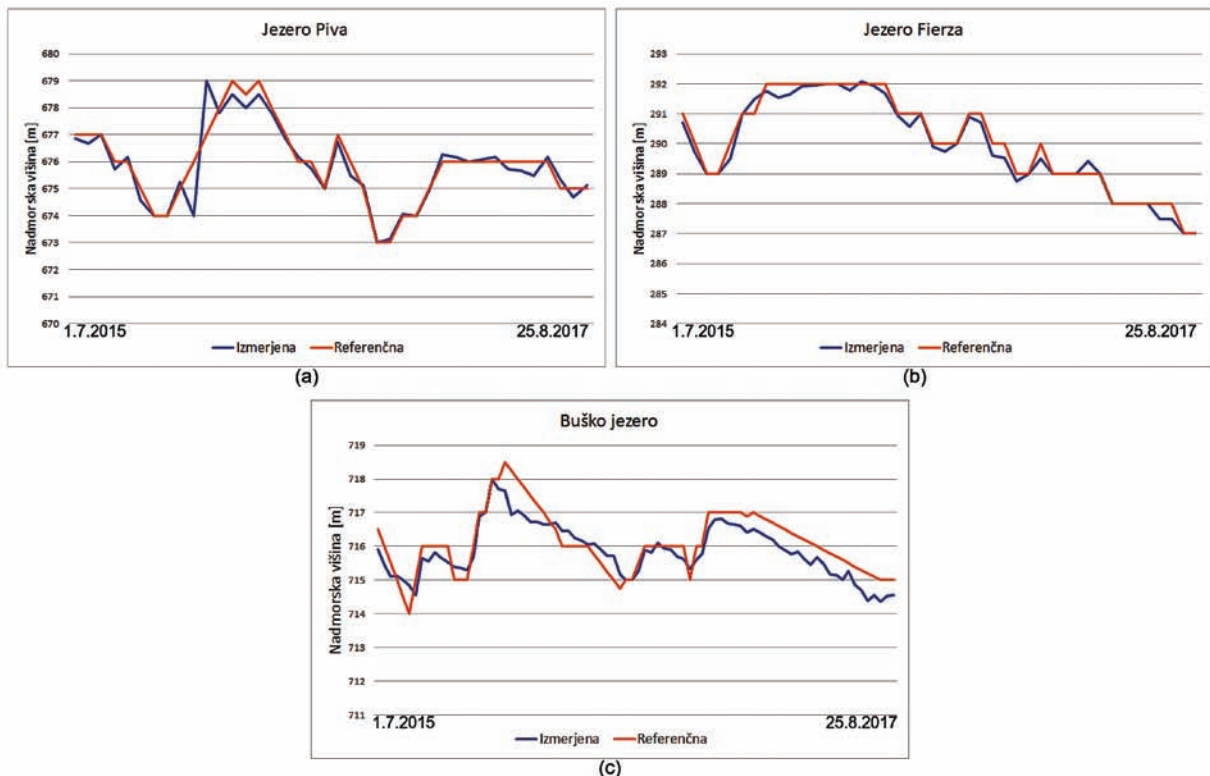 Jezero Piva
Nadmorska višina [m]
680
679
678
677
676
675
674
673
672
671
670
1.7.2015 25.8.2017
Izmerjena Referenčna
(a)
Jezero Fierza
Nadmorska višina [m]
293
292
291
290
289
288
287
286
285
284
1.7.2015 25.8.2017
Izmerjena Referenčna
(b)
Buško jezero
Nadmorska višina [m]
719
718
717
716
715
714
713
712
711
1.7.2015 25.8.2017
Izmerjena Referenčna
(c)